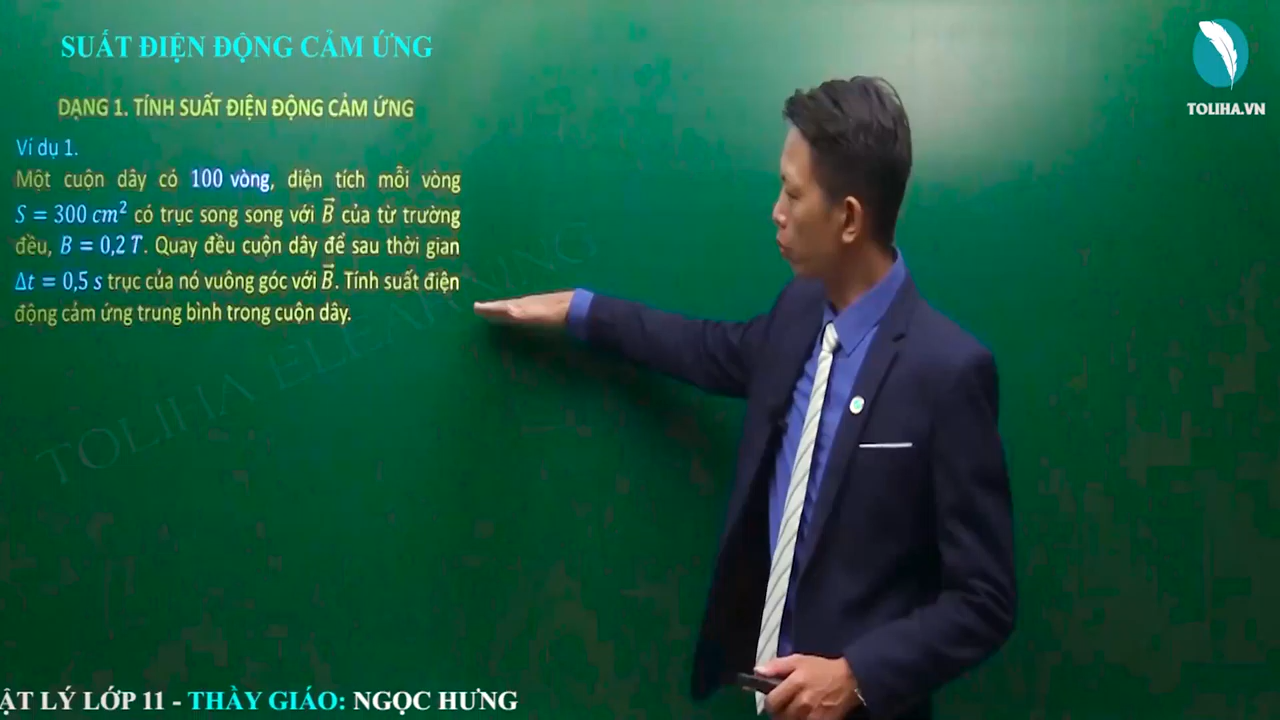 SUẤT ĐIỆN ĐỘNG CẢM ỨNG
TOLIHA.VN
DẠNG 1. TÍNH SUẤT ĐIỆN ĐỘNG CẢM ỨNG
Ví dụ 1.
Một cuộn dây có 100 vòng, diện tích mỗi vòng
S = 300 cm² có trục song song với B⃗ của từ trường
đều, B = 0,2 T. Quay đều cuộn dây để sau thời gian
Δt = 0,5 s trục của nó vuông góc với B⃗. Tính suất điện
động cảm ứng trung bình trong cuộn dây.
TOLIHA ELEARNING
ẬT LÝ LỚP 11 - THẦY GIÁO: NGỌC HƯNG